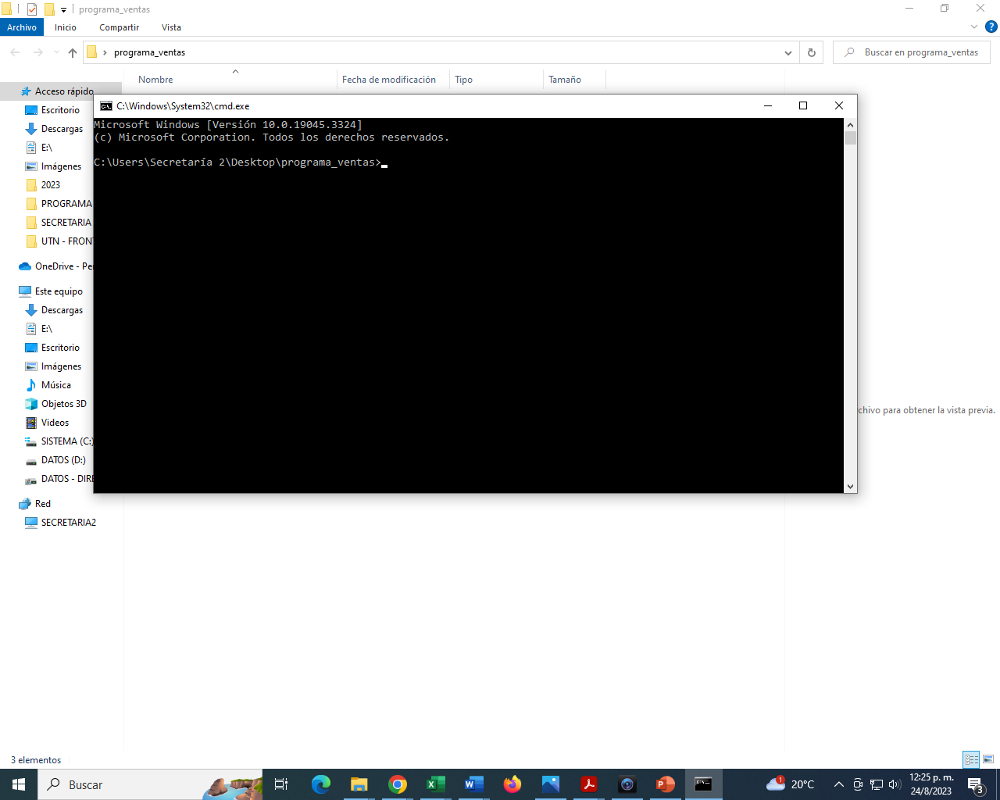 programa_ventas
Archivo
Inicio
Compartir
Vista
programa_ventas
Buscar en programa_ventas
Nombre
Fecha de modificación
Tipo
Tamaño
Acceso rápido
Escritorio
Descargas
E:\
Imágenes
2023
PROGRAMA
SECRETARIA
UTN - FRONT
OneDrive - Per
Este equipo
Descargas
E:\
Escritorio
Imágenes
Música
Objetos 3D
Videos
SISTEMA (C:)
DATOS (D:)
DATOS - DIRE
Red
SECRETARIA2
C:\Windows\System32\cmd.exe
Microsoft Windows [Versión 10.0.19045.3324]
(c) Microsoft Corporation. Todos los derechos reservados.
C:\Users\Secretaría 2\Desktop\programa_ventas>
chivo para obtener la vista previa.
3 elementos
Buscar
1
20°C
12:25 p. m.
24/8/2023
3